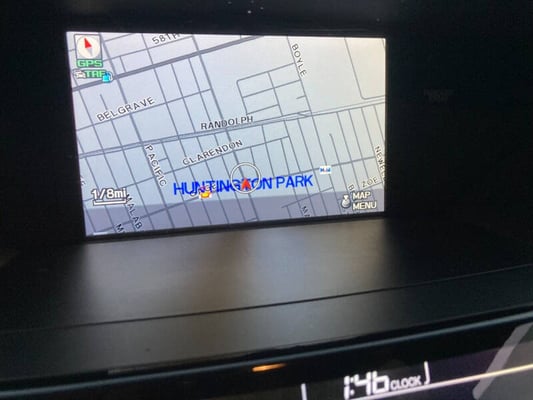 58TH
BOYLE
GPS
TRF
BELGRAVE
RANDOLPH
CLARENDON
PACIFIC
HUNTINGTON PARK
1/8mi
MAP
MENU
1:46 CLOCK